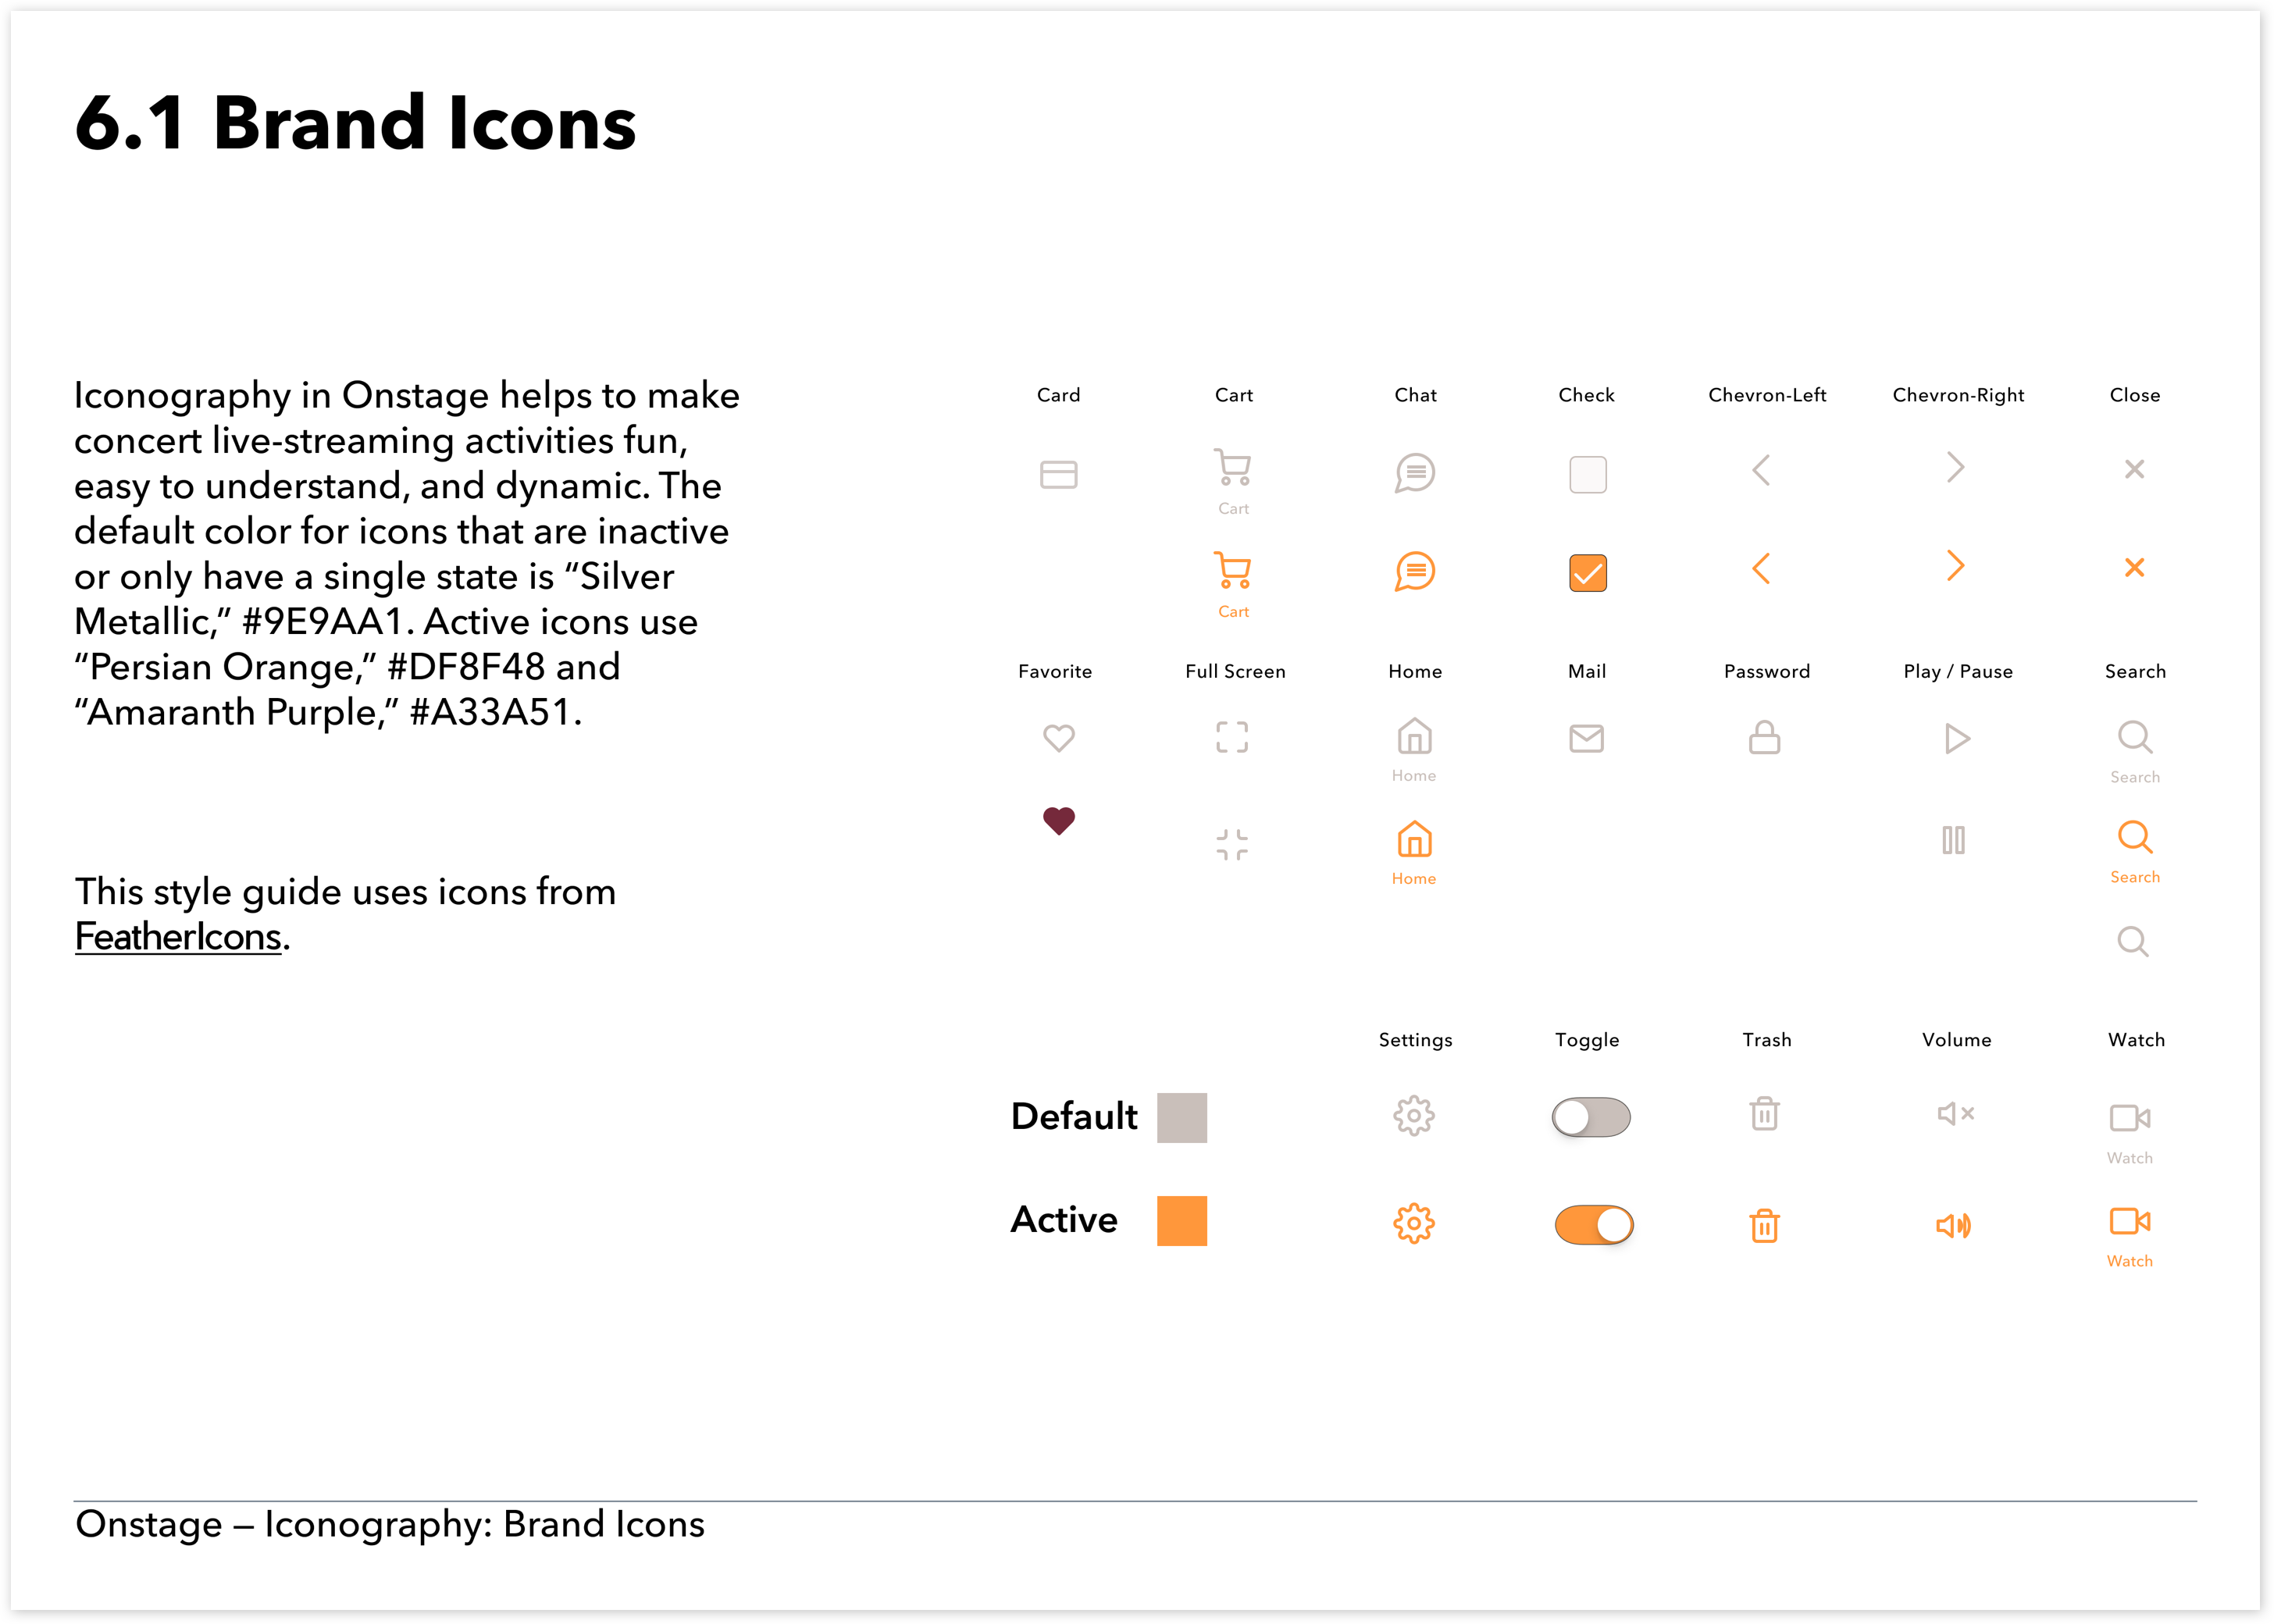 6.1 Brand Icons
Iconography in Onstage helps to make
concert live-streaming activities fun,
easy to understand, and dynamic. The
default color for icons that are inactive
or only have a single state is “Silver
Metallic,” #9E9AA1. Active icons use
“Persian Orange,” #DF8F48 and
“Amaranth Purple,” #A33A51.
This style guide uses icons from
FeatherIcons.
Card Cart Chat Check Chevron-Left Chevron-Right Close
Cart
Cart
Favorite Full Screen Home Mail Password Play / Pause Search
Home Search
Home Search
Settings Toggle Trash Volume Watch
Default
Watch
Active
Watch
Onstage – Iconography: Brand Icons